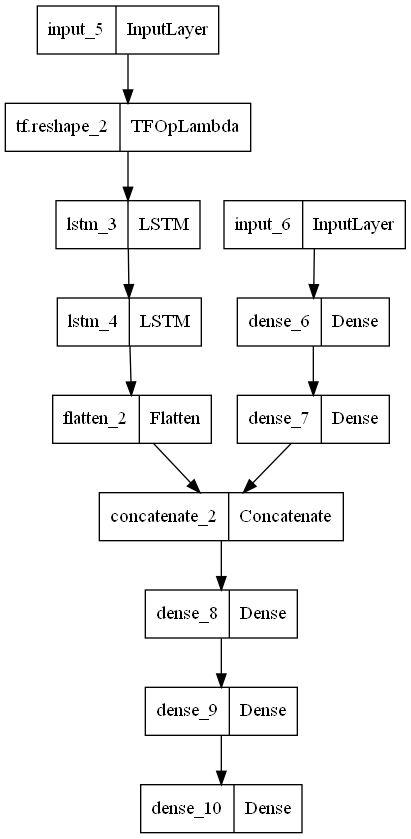 input_5 InputLayer
tf.reshape_2 TFOpLambda
lstm_3 LSTM
input_6 InputLayer
lstm_4 LSTM
dense_6 Dense
flatten_2 Flatten
dense_7 Dense
concatenate_2 Concatenate
dense_8 Dense
dense_9 Dense
dense_10 Dense